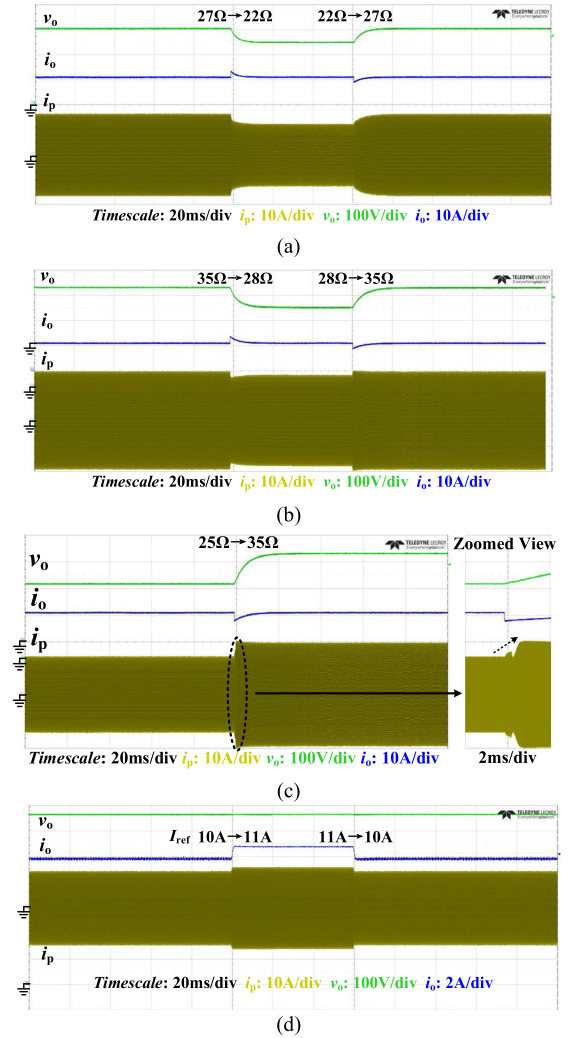 27Ω→22Ω 22Ω→27Ω
TELEDYNE LECROY
Everywhereyoulook
vo
io
ip
Timescale: 20ms/div ip: 10A/div vo: 100V/div io: 10A/div
(a)
35Ω→28Ω 28Ω→35Ω
TELEDYNE LECROY
Everywhereyoulook
vo
io
ip
Timescale: 20ms/div ip: 10A/div vo: 100V/div io: 10A/div
(b)
25Ω→35Ω
TELEDYNE LECROY
Everywhereyoulook
Zoomed View
vo
io
ip
Timescale: 20ms/div ip: 10A/div vo: 100V/div io: 10A/div
2ms/div
(c)
TELEDYNE LECROY
Everywhereyoulook
vo
Iref 10A→11A 11A→10A
io
ip
Timescale: 20ms/div ip: 10A/div vo: 100V/div io: 2A/div
(d)